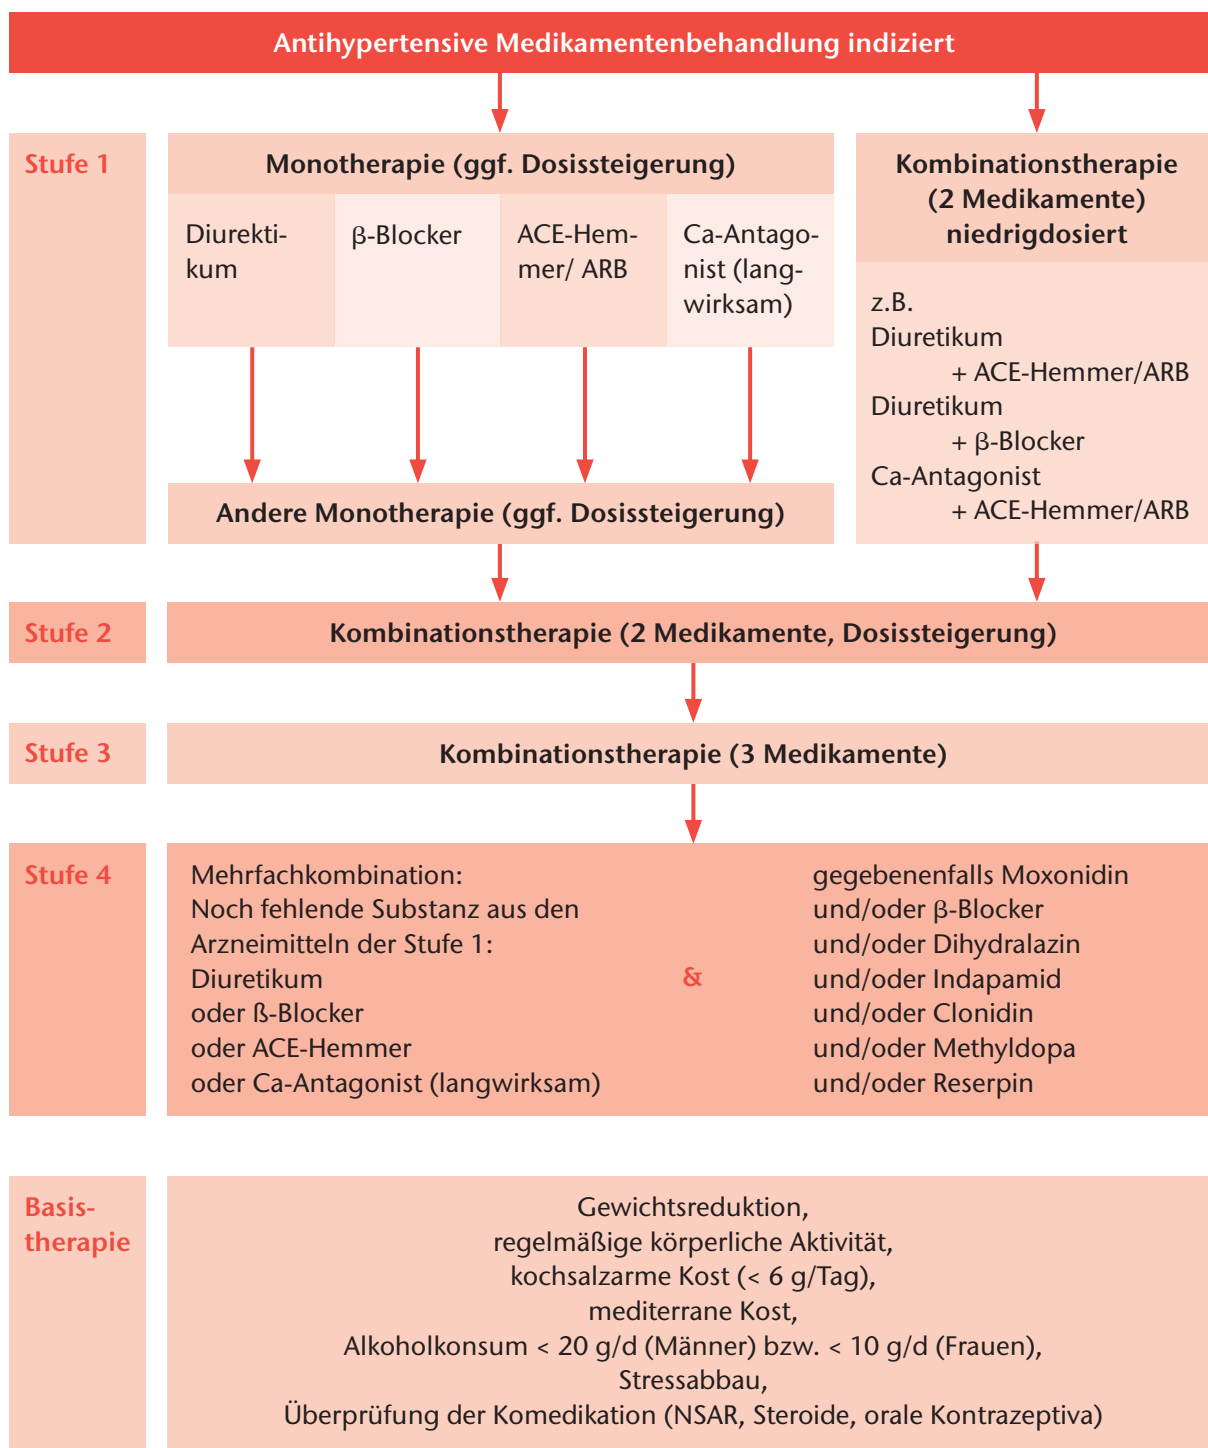 Antihypertensive Medikamentenbehandlung indiziert
Stufe 1
Monotherapie (ggf. Dosissteigerung)
Diurekti-
kum
β-Blocker
ACE-Hem-
mer/ ARB
Ca-Antago-
nist (lang-
wirksam)
Andere Monotherapie (ggf. Dosissteigerung)
Kombinationstherapie
(2 Medikamente)
niedrigdosiert
z.B.
Diuretikum
+ ACE-Hemmer/ARB
Diuretikum
+ β-Blocker
Ca-Antagonist
+ ACE-Hemmer/ARB
Stufe 2
Kombinationstherapie (2 Medikamente, Dosissteigerung)
Stufe 3
Kombinationstherapie (3 Medikamente)
Stufe 4
Mehrfachkombination:
Noch fehlende Substanz aus den
Arzneimitteln der Stufe 1:
Diuretikum
oder ß-Blocker
oder ACE-Hemmer
oder Ca-Antagonist (langwirksam)
&
gegebenenfalls Moxonidin
und/oder β-Blocker
und/oder Dihydralazin
und/oder Indapamid
und/oder Clonidin
und/oder Methyldopa
und/oder Reserpin
Basis-
therapie
Gewichtsreduktion,
regelmäßige körperliche Aktivität,
kochsalzarme Kost (< 6 g/Tag),
mediterrane Kost,
Alkoholkonsum < 20 g/d (Männer) bzw. < 10 g/d (Frauen),
Stressabbau,
Überprüfung der Komedikation (NSAR, Steroide, orale Kontrazeptiva)